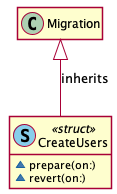 C Migration
inherits
S «struct»
CreateUsers
prepare(on:)
revert(on:)